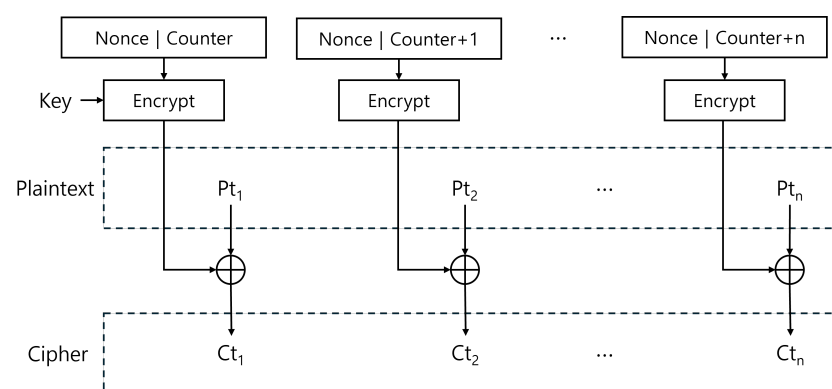 Nonce | Counter
Nonce | Counter+1
...
Nonce | Counter+n
Key
Encrypt
Encrypt
Encrypt
Plaintext
Pt1
Pt2
...
Ptn
Cipher
Ct1
Ct2
...
Ctn